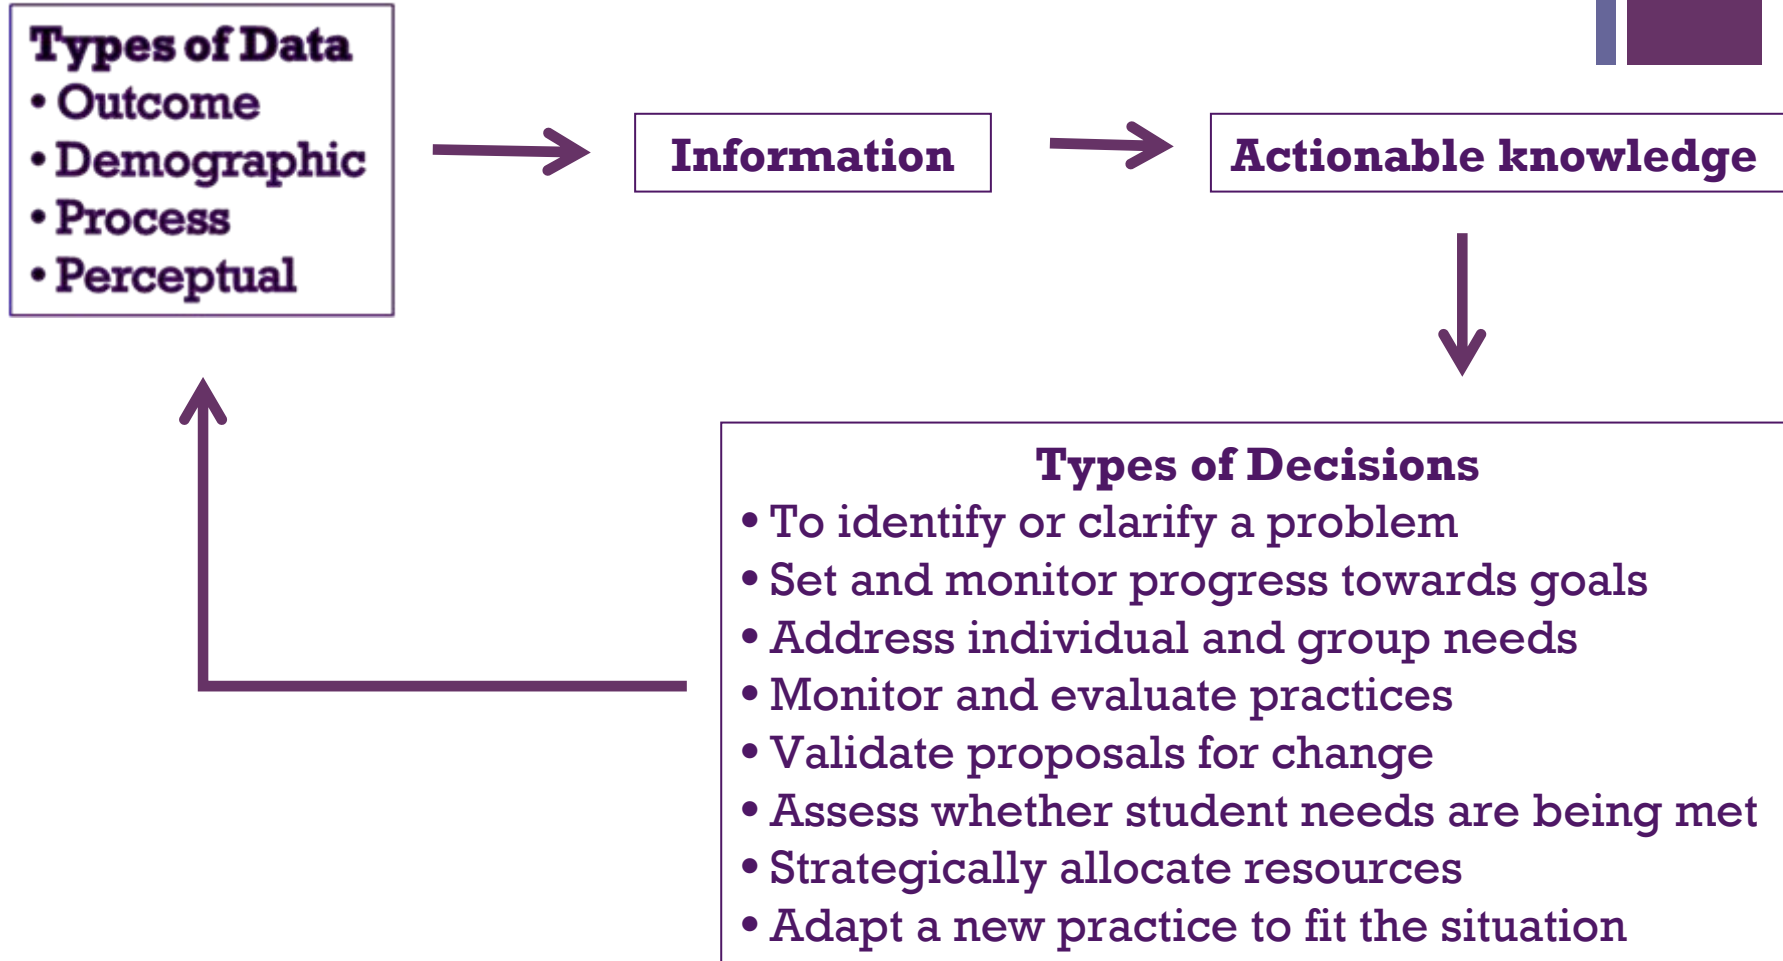 Types of Data
• Outcome
• Demographic
• Process
• Perceptual
Information
Actionable knowledge
Types of Decisions
• To identify or clarify a problem
• Set and monitor progress towards goals
• Address individual and group needs
• Monitor and evaluate practices
• Validate proposals for change
• Assess whether student needs are being met
• Strategically allocate resources
• Adapt a new practice to fit the situation